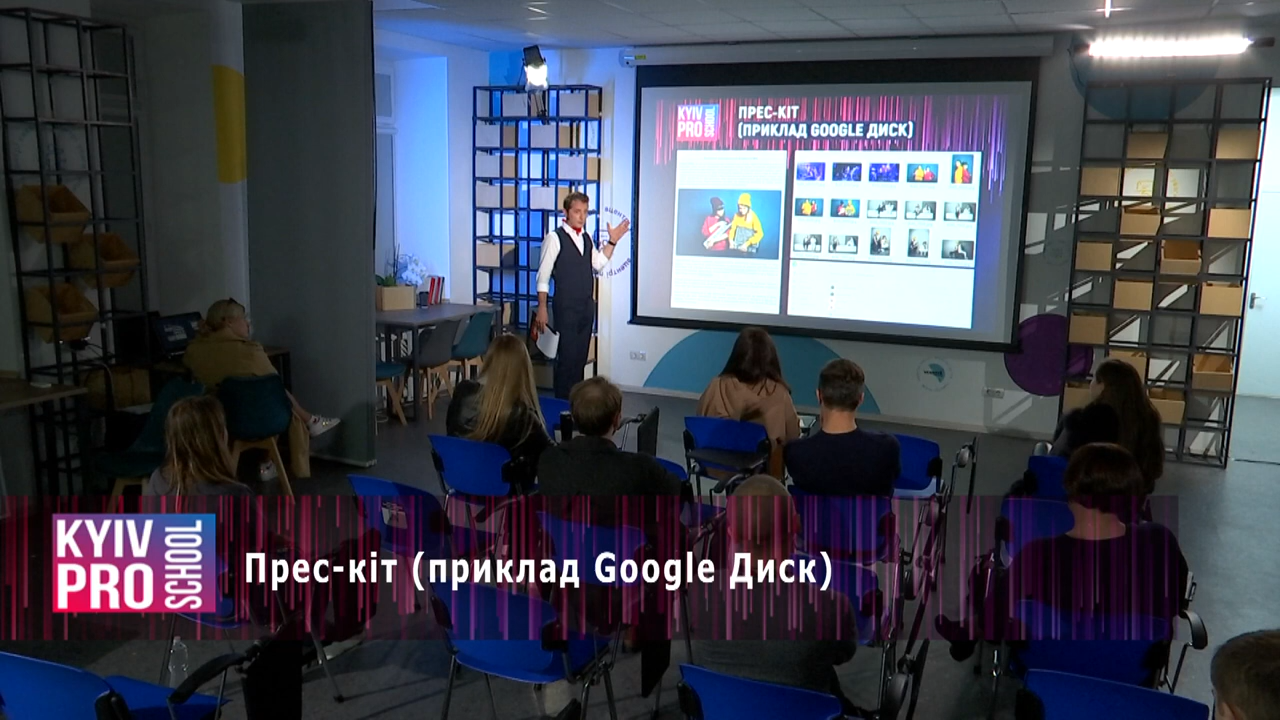 KYIV
PRO
SCHOOL
ПРЕС-КІТ
(ПРИКЛАД GOOGLE ДИСК)
KYIV
PRO
SCHOOL
Прес-кіт (приклад Google Диск)